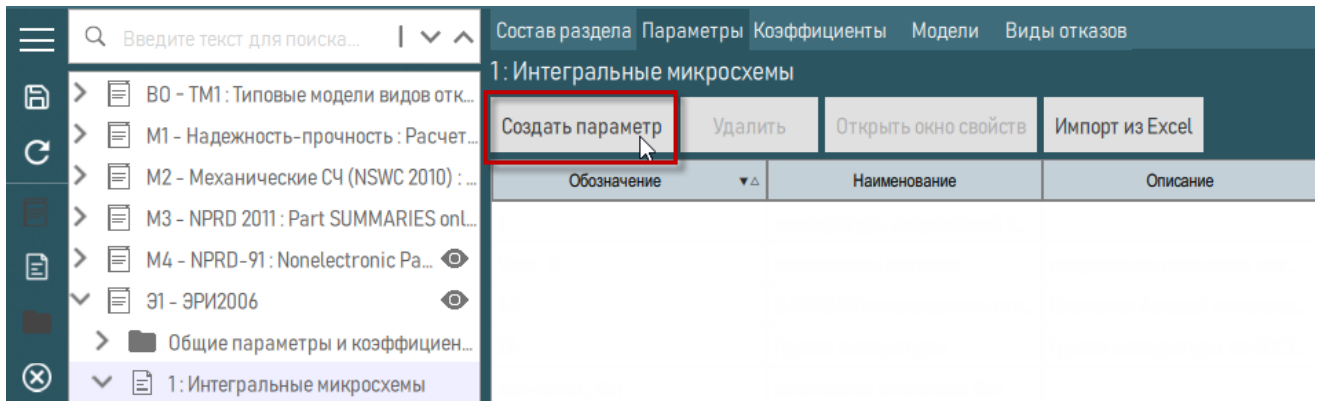 Введите текст для поиска...
Состав раздела Параметры Коэффициенты Модели Виды отказов
1: Интегральные микросхемы
Создать параметр Удалить Открыть окно свойств Импорт из Excel
Обозначение Наименование Описание
ВО - ТМ1 : Типовые модели видов отк...
М1 - Надежность-прочность : Расчет...
М2 - Механические СЧ (NSWC 2010) : ...
М3 - NPRD 2011 : Part SUMMARIES onl...
М4 - NPRD-91 : Nonelectronic Pa...
Э1 - ЭРИ2006
Общие параметры и коэффициен...
1 : Интегральные микросхемы